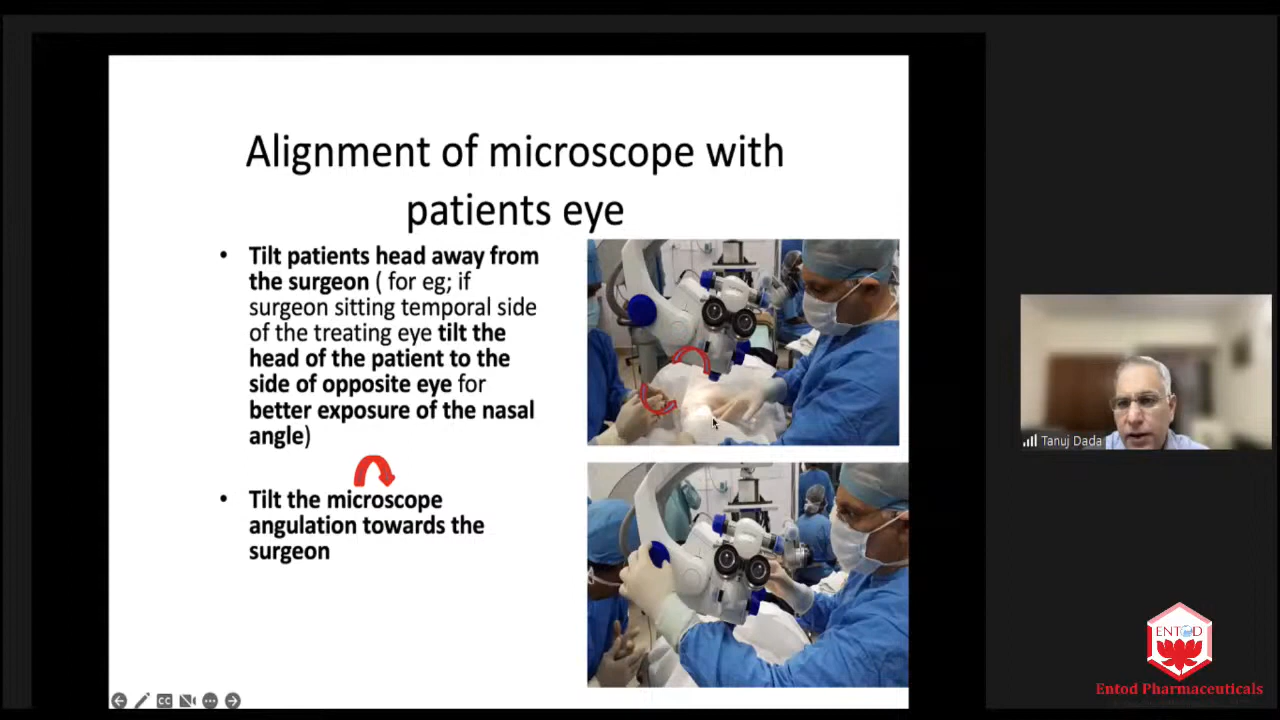 Alignment of microscope with
patients eye
• Tilt patients head away from
the surgeon ( for eg; if
surgeon sitting temporal side
of the treating eye tilt the
head of the patient to the
side of opposite eye for
better exposure of the nasal
angle)
• Tilt the microscope
angulation towards the
surgeon
Tanuj Dada
CC
ENTOD
Entod Pharmaceuticals